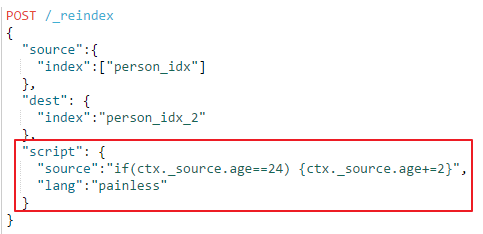 POST /_reindex
{
  "source":{
    "index":["person_idx"]
  },
  "dest": {
    "index":"person_idx_2"
  },
  "script": {
    "source":"if(ctx._source.age==24) {ctx._source.age+=2}",
    "lang":"painless"
  }
}